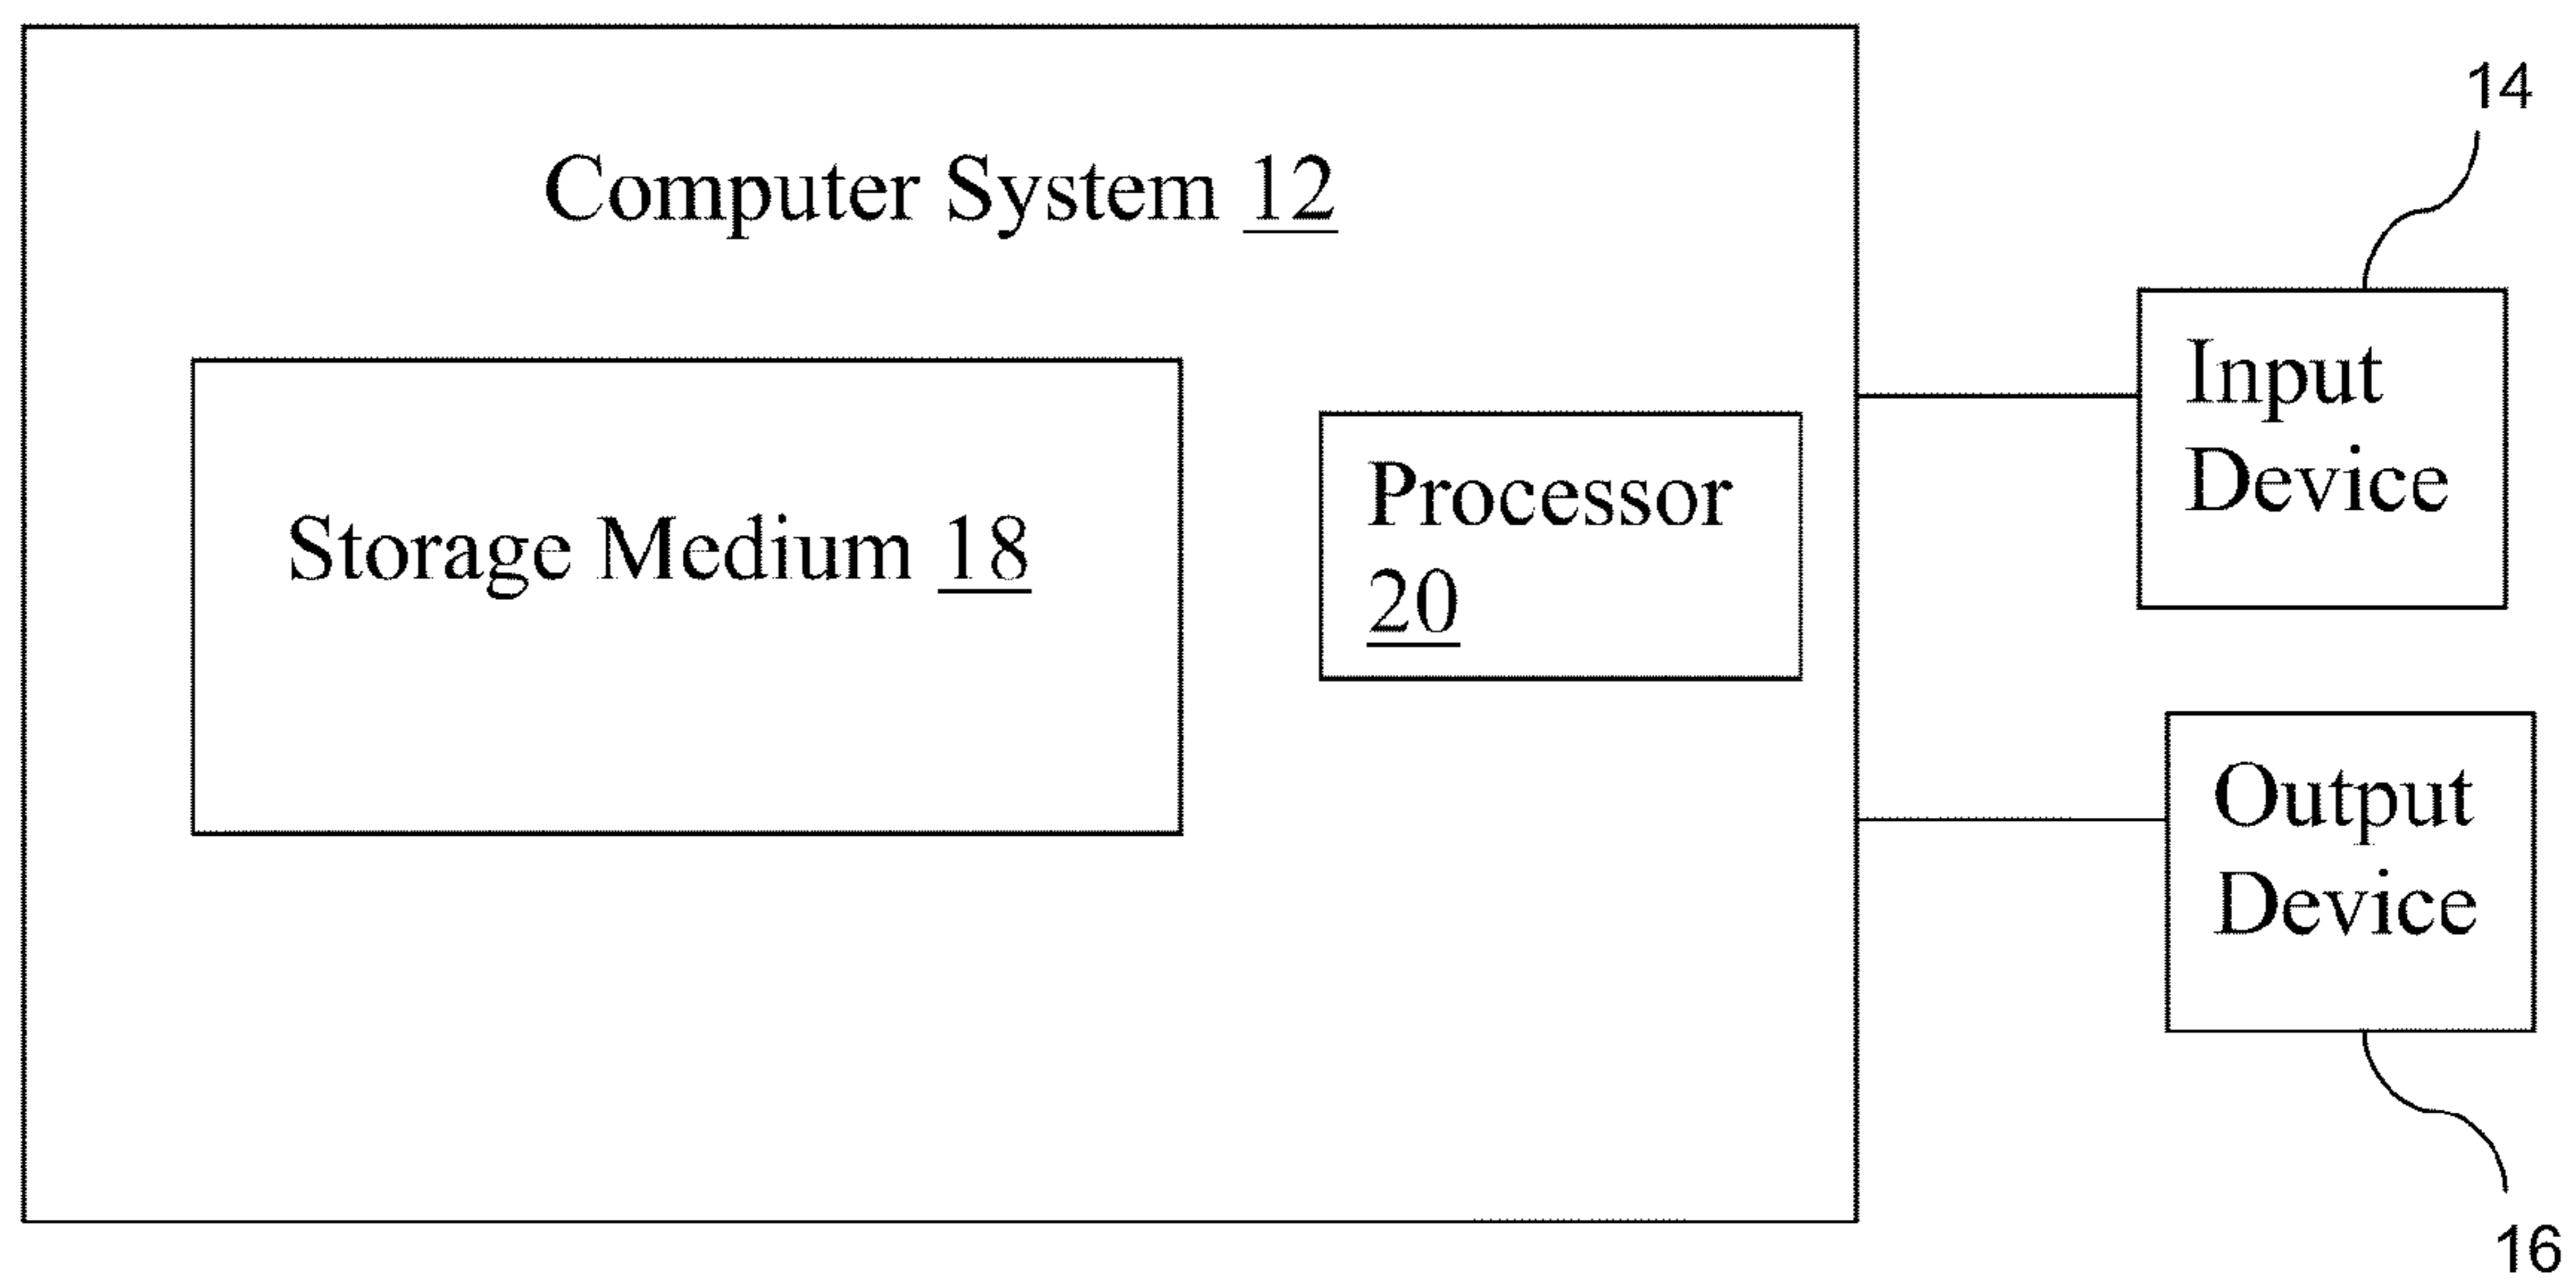 14
Computer System 12
Input
Device
Storage Medium 18
Processor
20
Output
Device
16